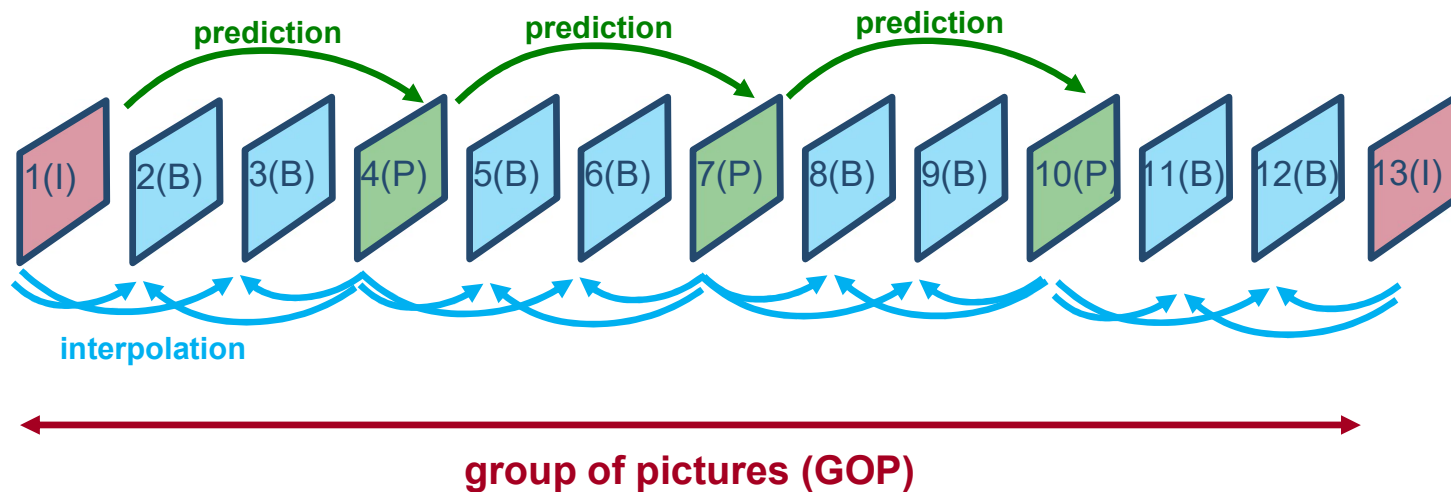 prediction
prediction
prediction
1(I) 2(B) 3(B) 4(P) 5(B) 6(B) 7(P) 8(B) 9(B) 10(P) 11(B) 12(B) 13(I)
interpolation
group of pictures (GOP)